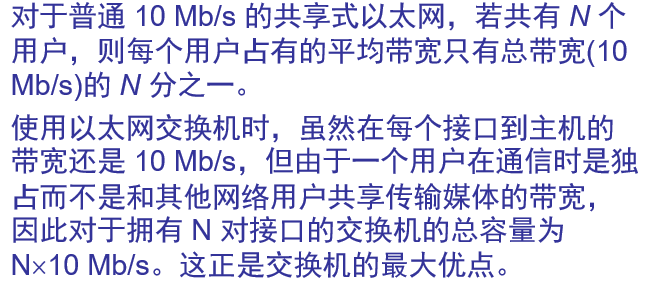 对于普通 10 Mb/s 的共享式以太网，若共有 N 个
用户，则每个用户占有的平均带宽只有总带宽(10
Mb/s)的 N 分之一。
使用以太网交换机时，虽然在每个接口到主机的
带宽还是 10 Mb/s，但由于一个用户在通信时是独
占而不是和其他网络用户共享传输媒体的带宽，
因此对于拥有 N 对接口的交换机的总容量为
N×10 Mb/s。这正是交换机的最大优点。